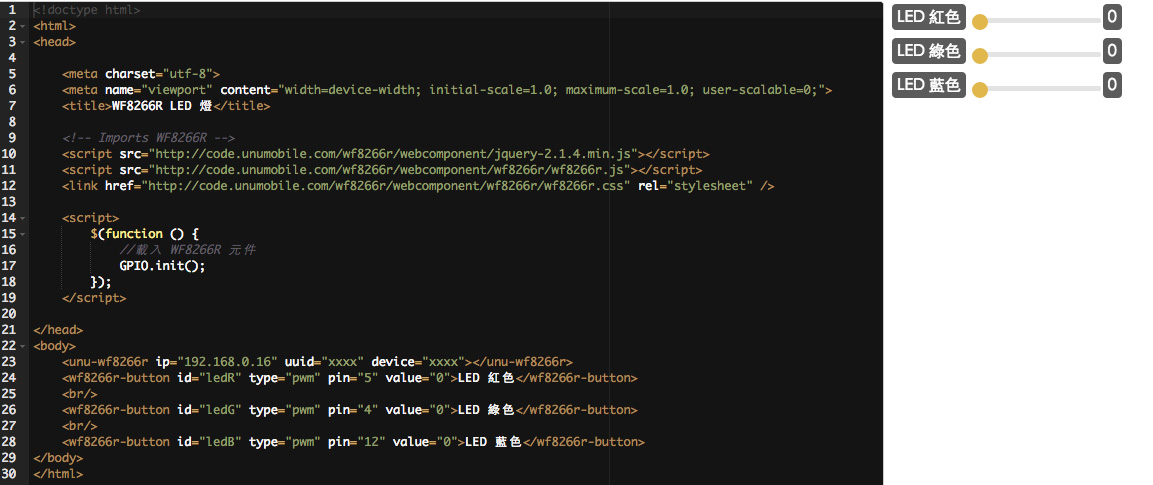 1 <!doctype html>
2 <html>
3 <head>
4
5 <meta charset="utf-8">
6 <meta name="viewport" content="width=device-width; initial-scale=1.0; maximum-scale=1.0; user-scalable=0;">
7 <title>WF8266R LED 燈</title>
8
9 <!-- Imports WF8266R -->
10 <script src="http://code.unumobile.com/wf8266r/webcomponent/jquery-2.1.4.min.js"></script>
11 <script src="http://code.unumobile.com/wf8266r/webcomponent/wf8266r/wf8266r.js"></script>
12 <link href="http://code.unumobile.com/wf8266r/webcomponent/wf8266r/wf8266r.css" rel="stylesheet" />
13
14 <script>
15 $(function () {
16 //載入 WF8266R 元件
17 GPIO.init();
18 });
19 </script>
20
21 </head>
22 <body>
23 <unu-wf8266r ip="192.168.0.16" uuid="xxxx" device="xxxx"></unu-wf8266r>
24 <wf8266r-button id="ledR" type="pwm" pin="5" value="0">LED 紅色</wf8266r-button>
25 <br/>
26 <wf8266r-button id="ledG" type="pwm" pin="4" value="0">LED 綠色</wf8266r-button>
27 <br/>
28 <wf8266r-button id="ledB" type="pwm" pin="12" value="0">LED 藍色</wf8266r-button>
29 </body>
30 </html>
LED 紅色 0
LED 綠色 0
LED 藍色 0